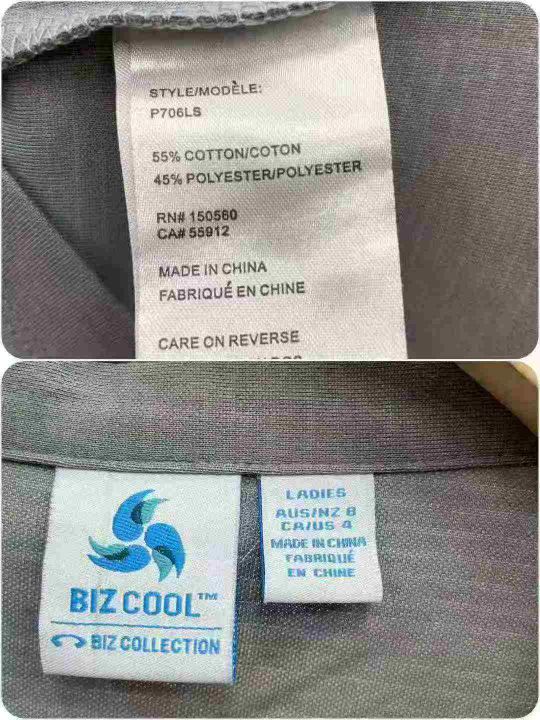 STYLE/MODÈLE:
P706LS
55% COTTON/COTON
45% POLYESTER/POLYESTER
RN# 150560
CA# 55912
MADE IN CHINA
FABRIQUÉ EN CHINE
CARE ON REVERSE
BIZ COOL™
BIZ COLLECTION
LADIES
AUS/NZ 8
CA/US 4
MADE IN CHINA
FABRIQUÉ
EN CHINE